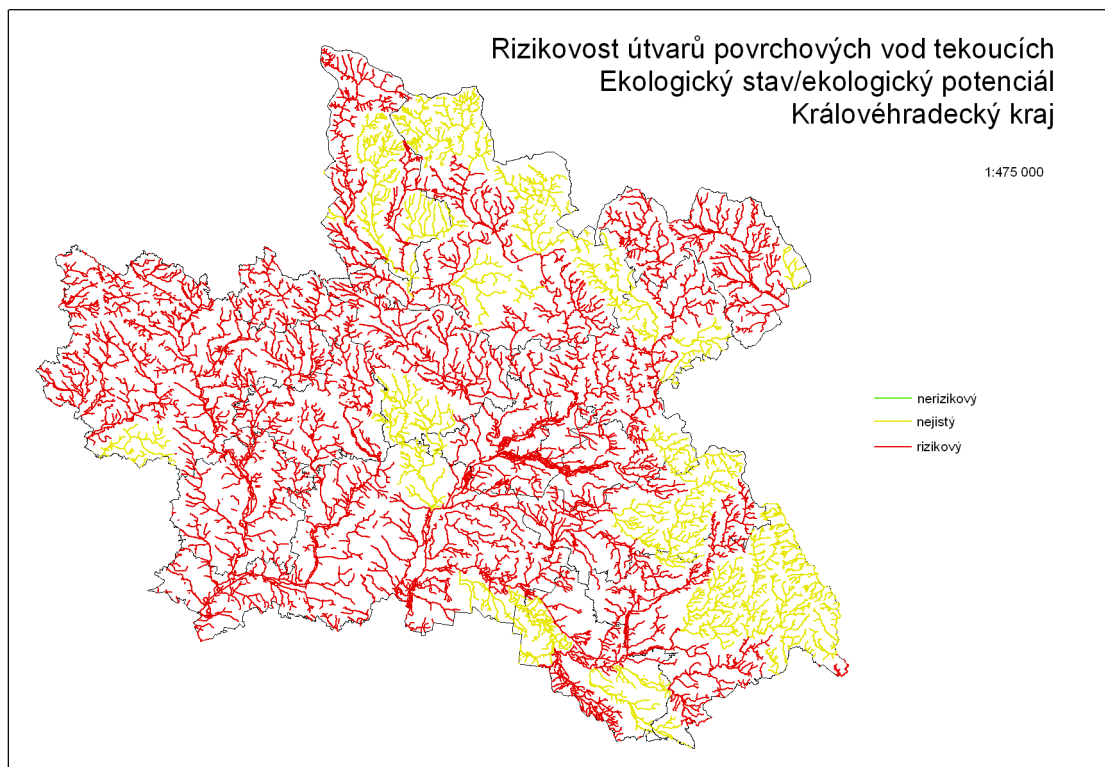 Rizikovost útvarů povrchových vod tekoucích
Ekologický stav/ekologický potenciál
Královéhradecký kraj
1:475 000
nerizikový
nejistý
rizikový